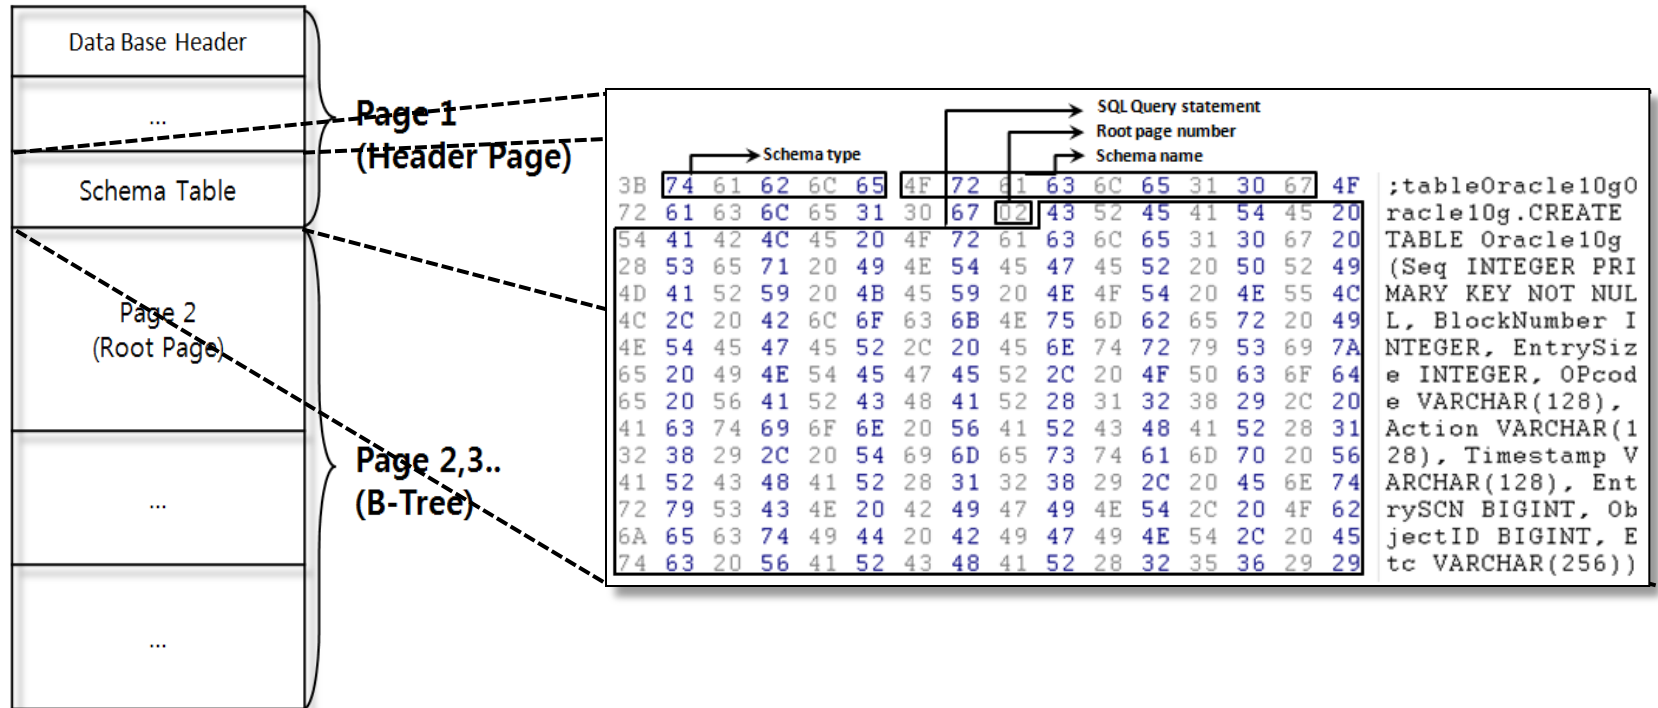 Data Base Header
...
Schema Table
Page 2
(Root Page)
...
...
Page 1
(Header Page)
Page 2,3..
(B-Tree)
SQL Query statement
Root page number
Schema type
Schema name
3B 74 61 62 6C 65 4F 72 61 63 6C 65 31 30 67 4F ;tableOracle10gO
72 61 63 6C 65 31 30 67 02 43 52 45 41 54 45 20 racle10g.CREATE
54 41 42 4C 45 20 4F 72 61 63 6C 65 31 30 67 20 TABLE Oracle10g
28 53 65 71 20 49 4E 54 45 47 45 52 20 50 52 49 (Seq INTEGER PRI
4D 41 52 59 20 4B 45 59 20 4E 4F 54 20 4E 55 4C MARY KEY NOT NUL
4C 2C 20 42 6C 6F 63 6B 4E 75 6D 62 65 72 20 49 L, BlockNumber I
4E 54 45 47 45 52 2C 20 45 6E 74 72 79 53 69 7A NTEGER, EntrySiz
65 20 49 4E 54 45 47 45 52 2C 20 4F 50 63 6F 64 e INTEGER, OPcod
65 20 56 41 52 43 48 41 52 28 31 32 38 29 2C 20 e VARCHAR(128),
41 63 74 69 6F 6E 20 56 41 52 43 48 41 52 28 31 Action VARCHAR(1
32 38 29 2C 20 54 69 6D 65 73 74 61 6D 70 20 56 28), Timestamp V
41 52 43 48 41 52 28 31 32 38 29 2C 20 45 6E 74 ARCHAR(128), Ent
72 79 53 43 4E 20 42 49 47 49 4E 54 2C 20 4F 62 rySCN BIGINT, Ob
6A 65 63 74 49 44 20 42 49 47 49 4E 54 2C 20 45 jectID BIGINT, E
74 63 20 56 41 52 43 48 41 52 28 32 35 36 29 29 tc VARCHAR(256))